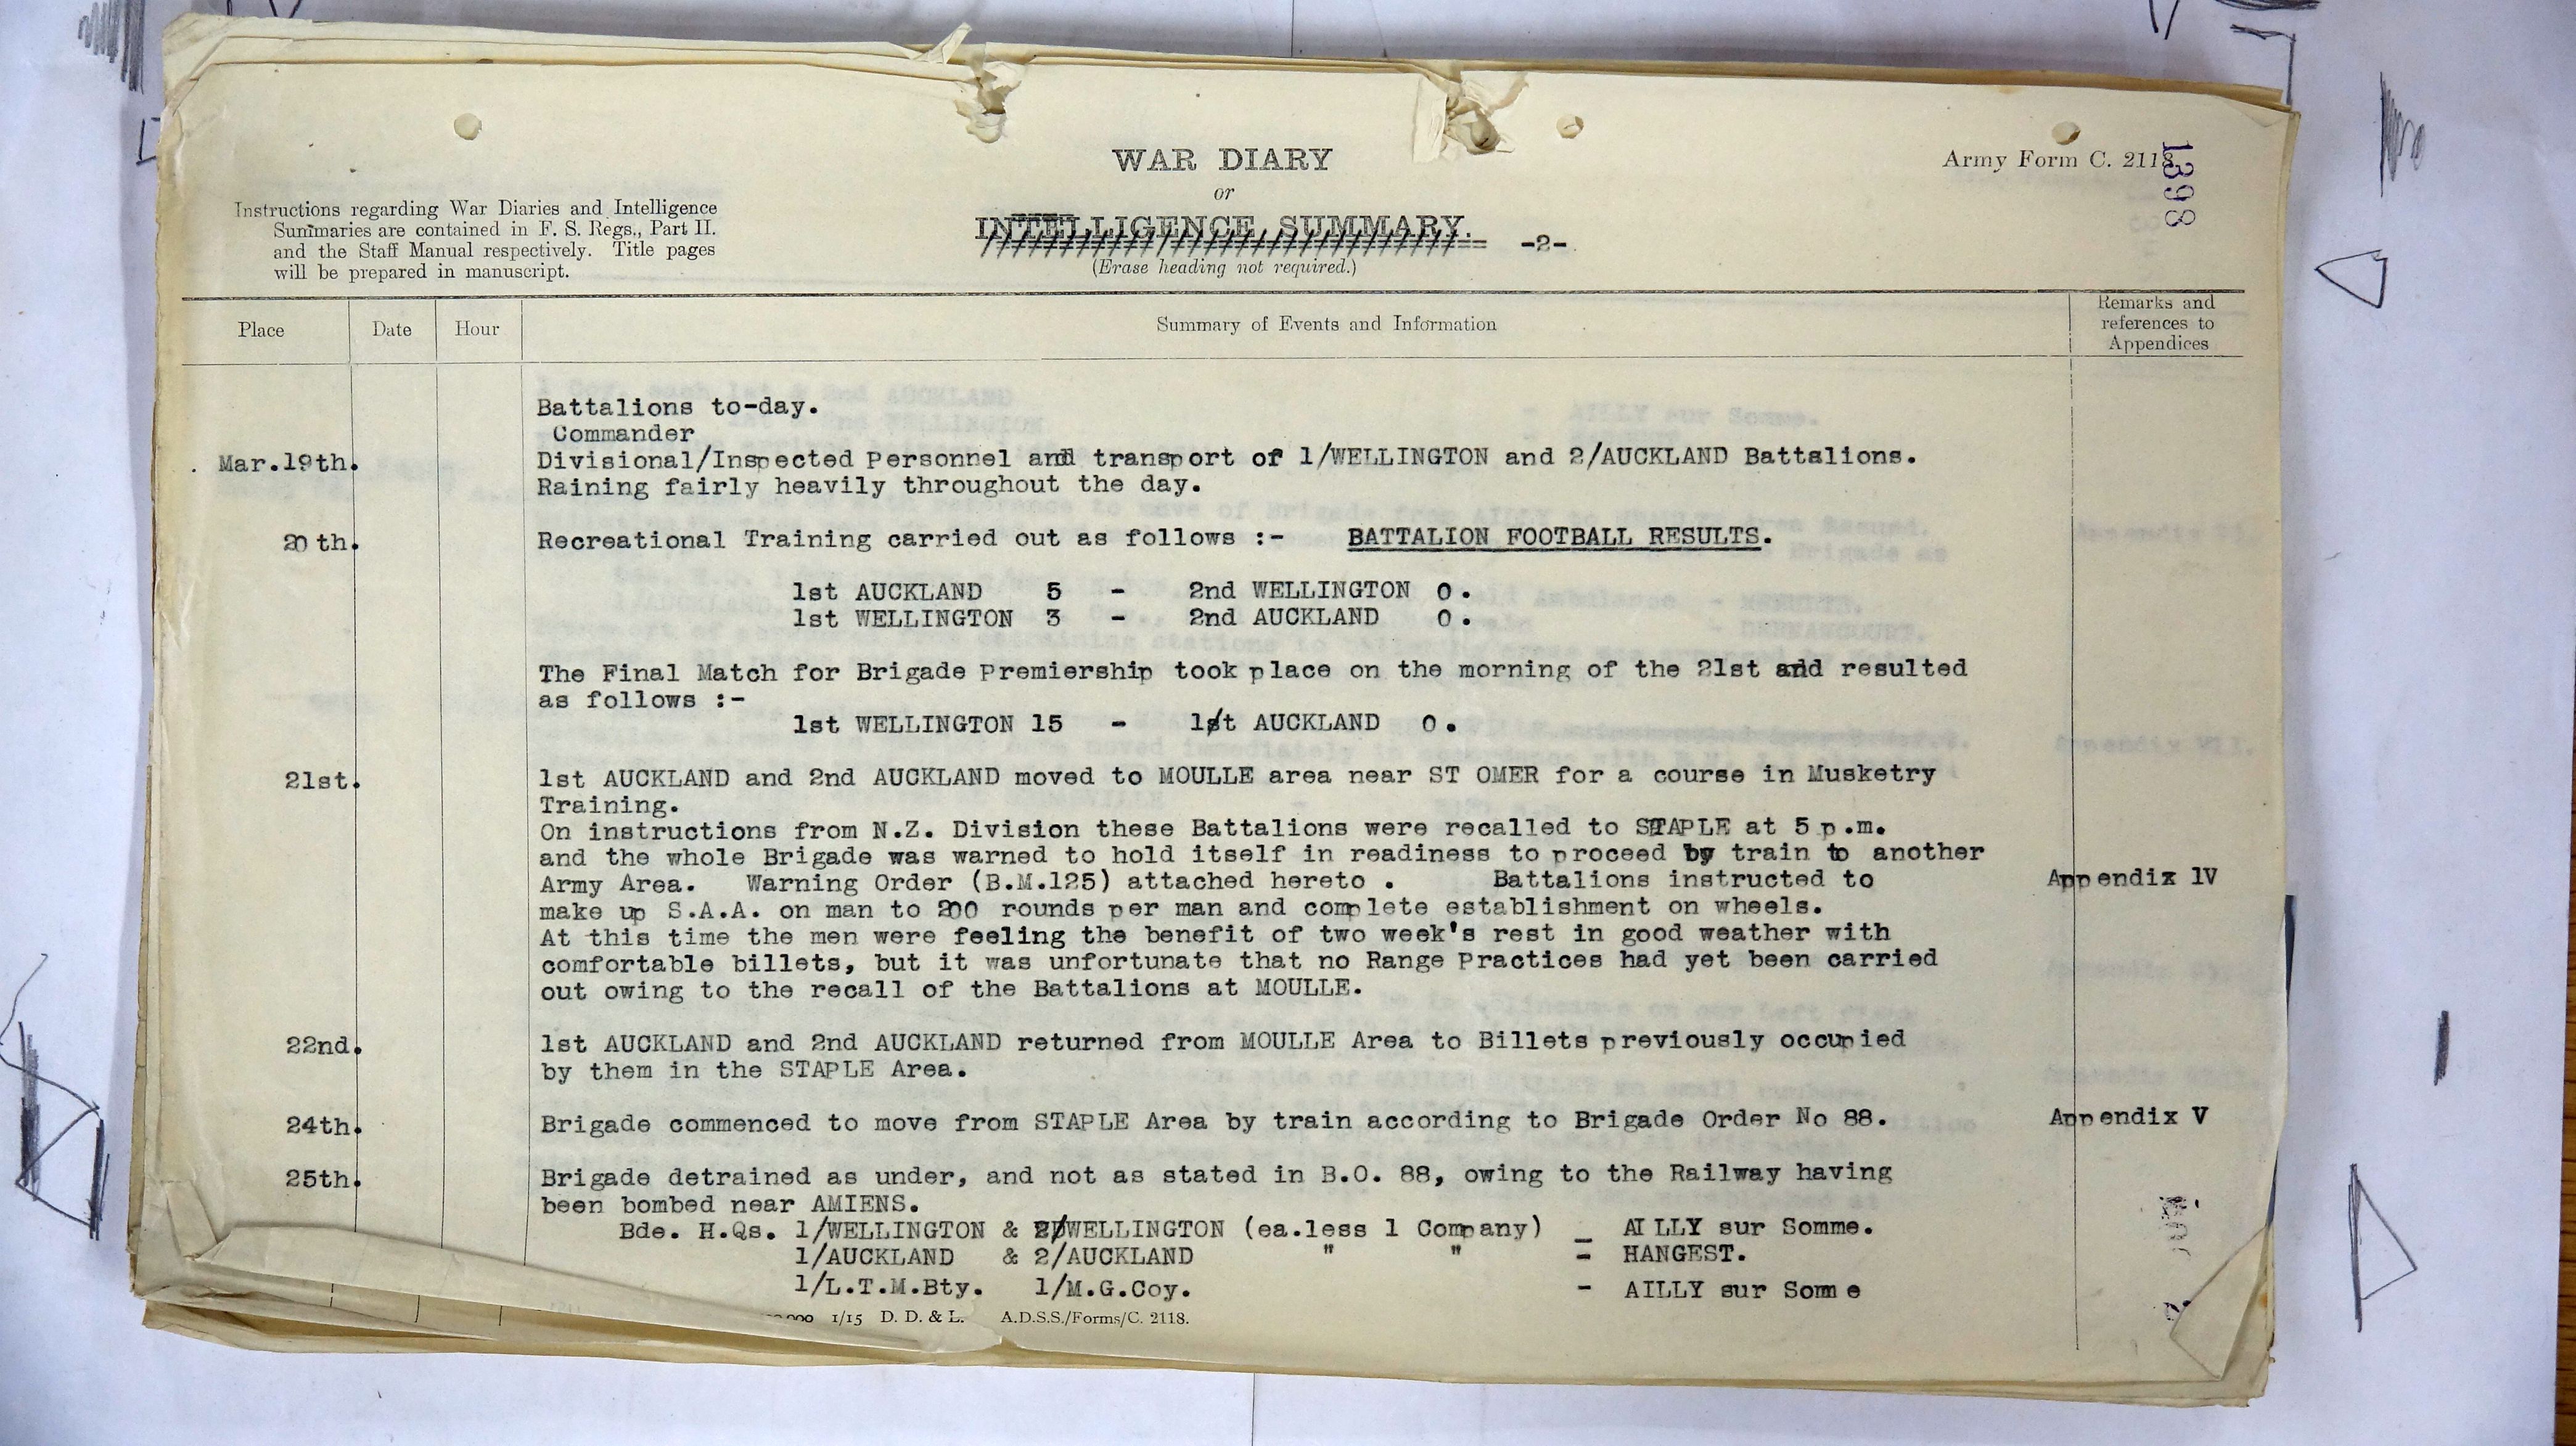 WAR DIARY
Army Form C. 2118
1398
or
INTELLIGENCE SUMMARY. -2-
(Erase heading not required.)
Instructions regarding War Diaries and Intelligence
Summaries are contained in F. S. Regs., Part II.
and the Staff Manual respectively. Title pages
will be prepared in manuscript.
Place Date Hour Summary of Events and Information Remarks and references to Appendices
Battalions to-day.
Commander
Mar.19th. Divisional/Inspected Personnel and transport of 1/WELLINGTON and 2/AUCKLAND Battalions.
Raining fairly heavily throughout the day.
20th. Recreational Training carried out as follows :- BATTALION FOOTBALL RESULTS.
1st AUCKLAND 5 - 2nd WELLINGTON 0.
1st WELLINGTON 3 - 2nd AUCKLAND 0.
The Final Match for Brigade Premiership took place on the morning of the 21st and resulted
as follows :-
1st WELLINGTON 15 - 1st AUCKLAND 0.
21st. 1st AUCKLAND and 2nd AUCKLAND moved to MOULLE area near ST OMER for a course in Musketry
Training.
On instructions from N.Z. Division these Battalions were recalled to STAPLE at 5 p.m.
and the whole Brigade was warned to hold itself in readiness to proceed by train to another
Army Area. Warning Order (B.M.125) attached hereto . Battalions instructed to Appendix 1V
make up S.A.A. on man to 200 rounds per man and complete establishment on wheels.
At this time the men were feeling the benefit of two week's rest in good weather with
comfortable billets, but it was unfortunate that no Range Practices had yet been carried
out owing to the recall of the Battalions at MOULLE.
22nd. 1st AUCKLAND and 2nd AUCKLAND returned from MOULLE Area to Billets previously occupied
by them in the STAPLE Area.
24th. Brigade commenced to move from STAPLE Area by train according to Brigade Order No 88. Appendix V
25th. Brigade detrained as under, and not as stated in B.O. 88, owing to the Railway having
been bombed near AMIENS.
Bde. H.Qs. 1/WELLINGTON & 2/WELLINGTON (ea.less 1 Company) - AILLY sur Somme.
1/AUCKLAND & 2/AUCKLAND " " - HANGEST.
1/L.T.M.Bty. 1/M.G.Coy. - AILLY sur Somme
1/15 D. D. & L. A.D.S.S./Forms/C. 2118.